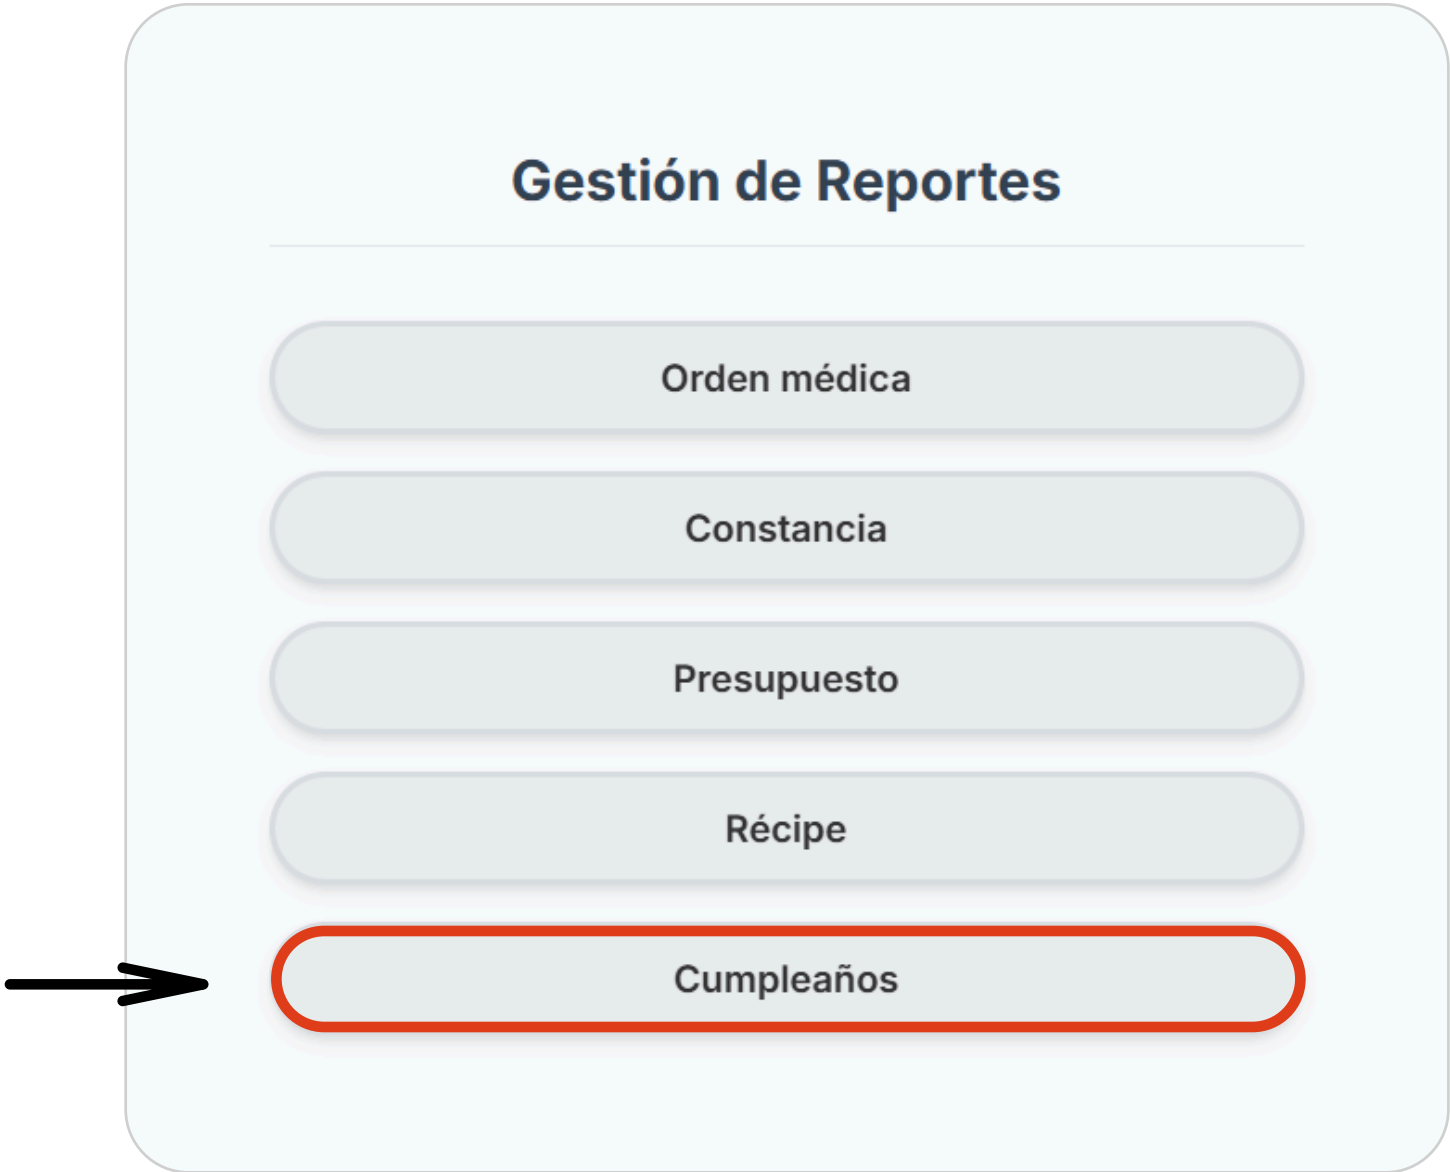 Gestión de Reportes
Orden médica
Constancia
Presupuesto
Récipe
Cumpleaños